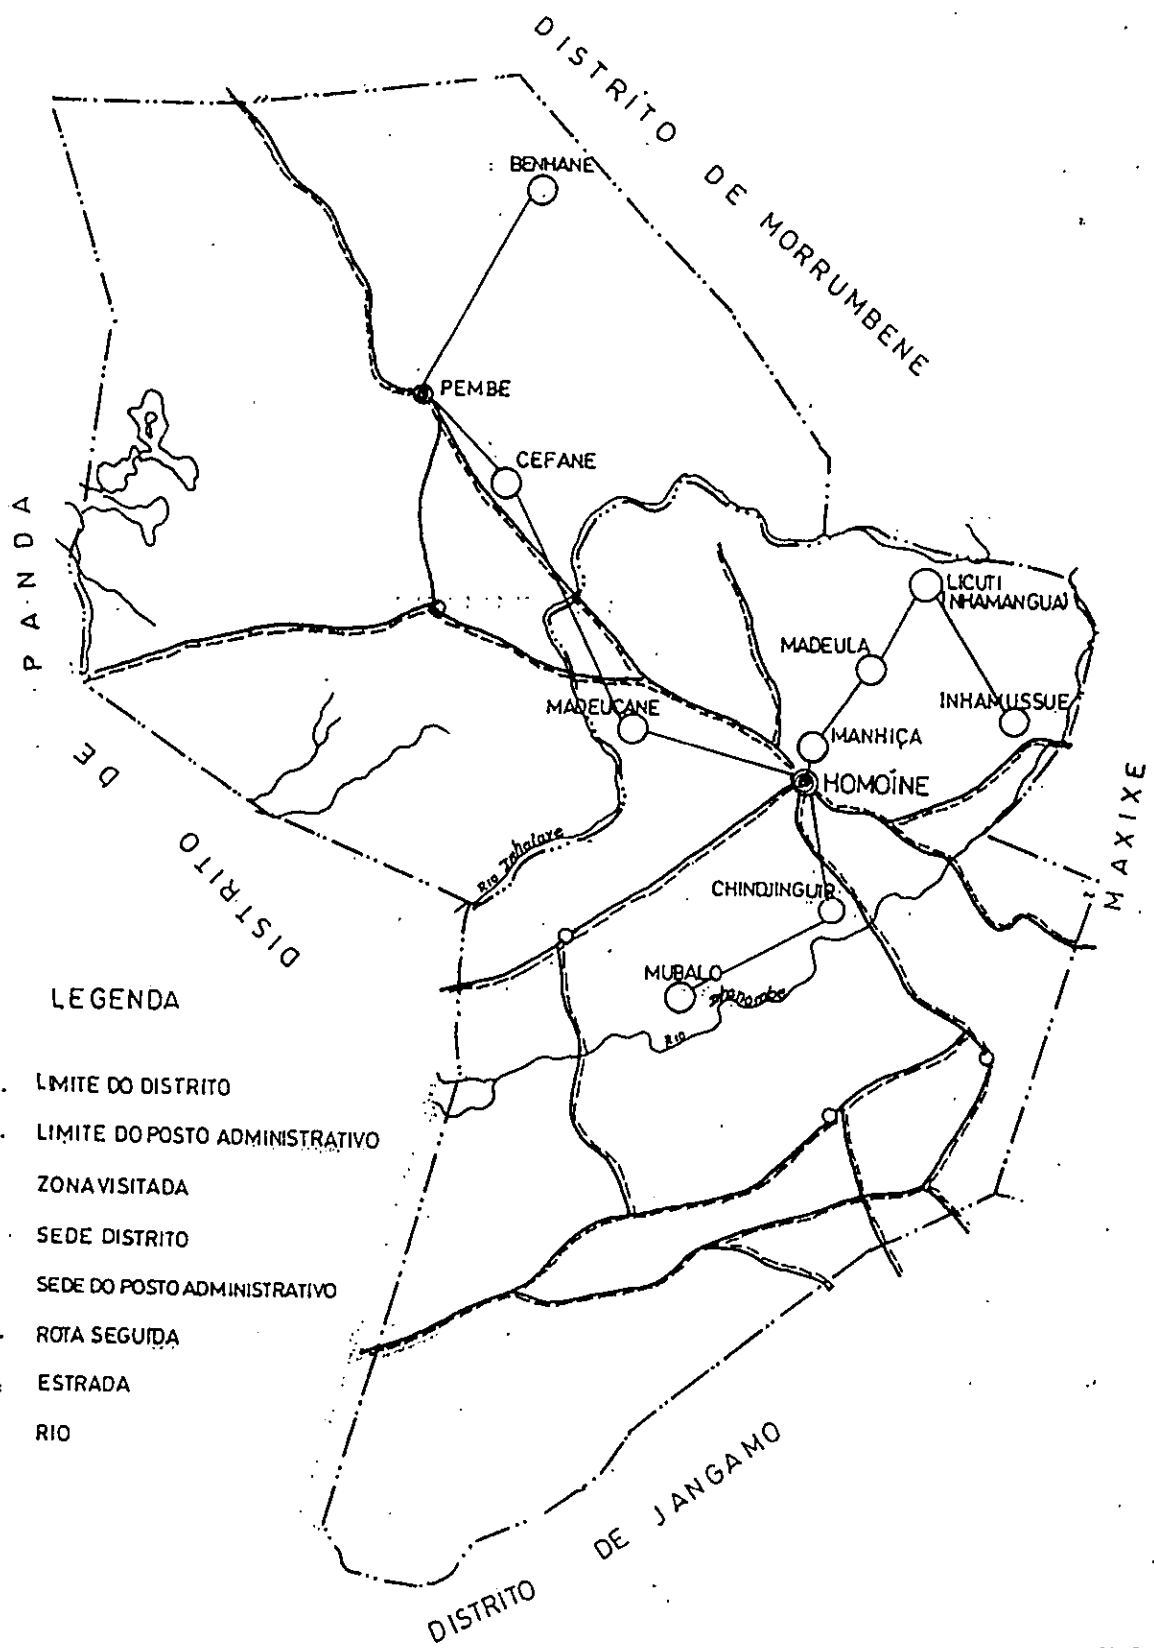 DISTRITO DE MORRUMBENE
BENHANE
PEMBE
CEFANE
DISTRITO DE PANDA
LICUTI
(NHAMANGUA)
MADEULA
INHAMUSSUE
MADEUCANE
MANHIÇA
HOMOÍNE
MAXIXE
RIO
CHINDJINGUIR
MUBALO
RIO
LEGENDA
LIMITE DO DISTRITO
LIMITE DO POSTO ADMINISTRATIVO
ZONA VISITADA
SEDE DISTRITO
SEDE DO POSTO ADMINISTRATIVO
ROTA SEGUIDA
ESTRADA
RIO
DISTRITO DE JANGAMO